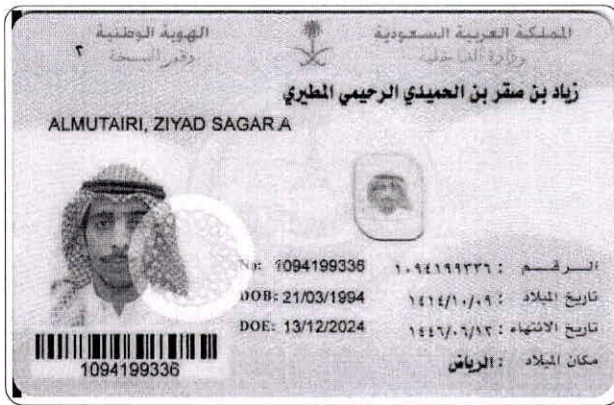 المملكة العربية السعودية
وزارة الداخلية
الهوية الوطنية
رقم النسخة ٢
زياد بن صقر بن الحميدي الرحيمي المطيري
ALMUTAIRI, ZIYAD SAGAR A
No: 1094199336
الرقم : ١٠٩٤١٩٩٣٣٦
DOB: 21/03/1994
تاريخ الميلاد : ١٤١٤/١٠/٠٩
DOE: 13/12/2024
تاريخ الانتهاء : ١٤٤٦/٠٦/١٢
مكان الميلاد : الرياض
1094199336